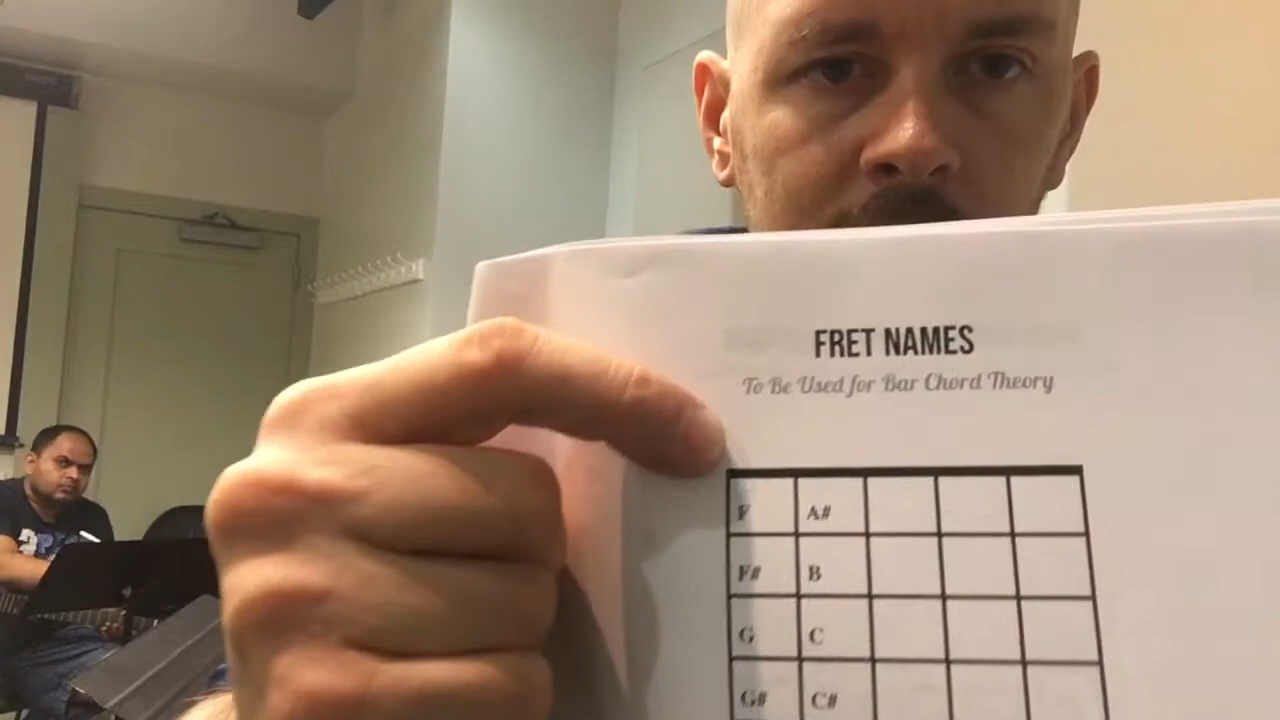 FRET NAMES
To Be Used for Bar Chord Theory
F A#
F# B
G C
G# C#